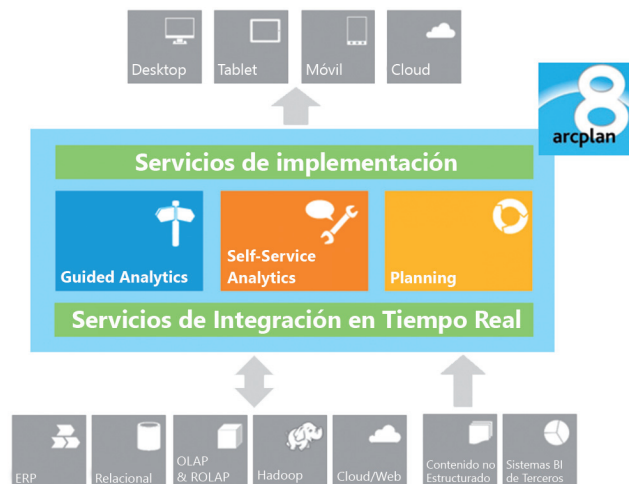 Desktop
Tablet
Móvil
Cloud
8
arcplan
Servicios de implementación
Guided Analytics
Self-Service
Analytics
Planning
Servicios de Integración en Tiempo Real
ERP
Relacional
OLAP
& ROLAP
Hadoop
Cloud/Web
Contenido no
Estructurado
Sistemas BI
de Terceros